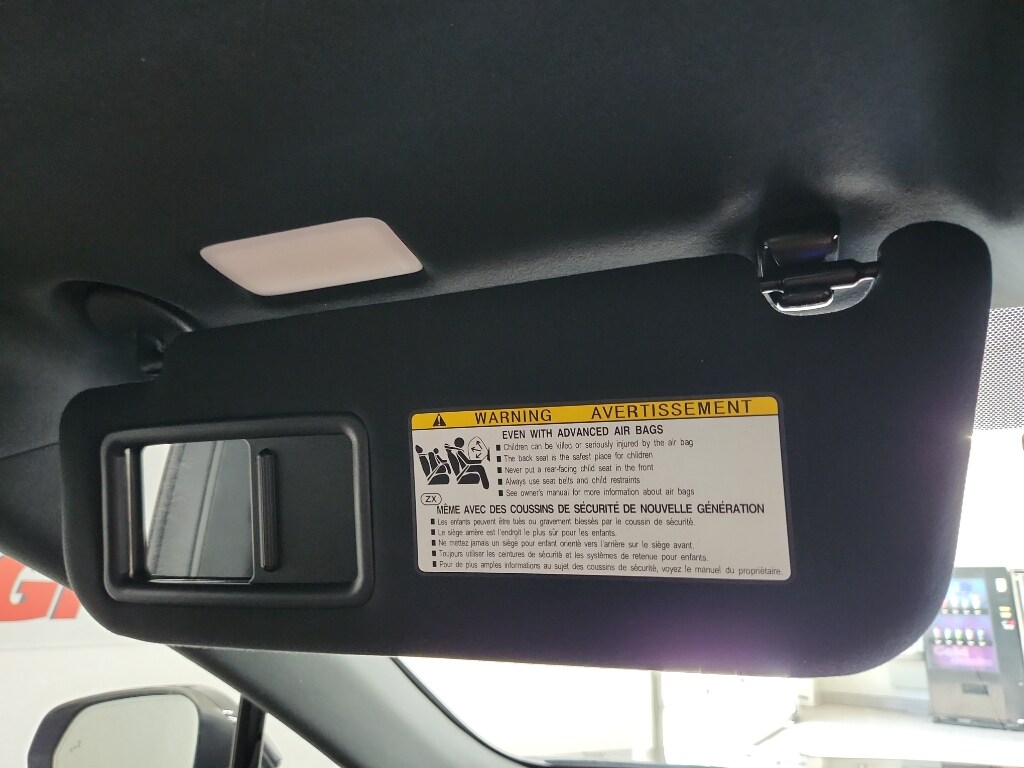 WARNING AVERTISSEMENT
EVEN WITH ADVANCED AIR BAGS
Children can be killed or seriously injured by the air bag
The back seat is the safest place for children
Never put a rear-facing child seat in the front
Always use seat belts and child restraints
See owner's manual for more information about air bags
ZX
MÊME AVEC DES COUSSINS DE SÉCURITÉ DE NOUVELLE GÉNÉRATION
Les enfants peuvent être tués ou gravement blessés par le coussin de sécurité.
Le siège arrière est l'endroit le plus sûr pour les enfants.
Ne mettez jamais un siège pour enfant orienté vers l'arrière sur le siège avant.
Toujours utiliser les ceintures de sécurité et les systèmes de retenue pour enfants.
Pour de plus amples informations au sujet des coussins de sécurité, voyez le manuel du propriétaire.